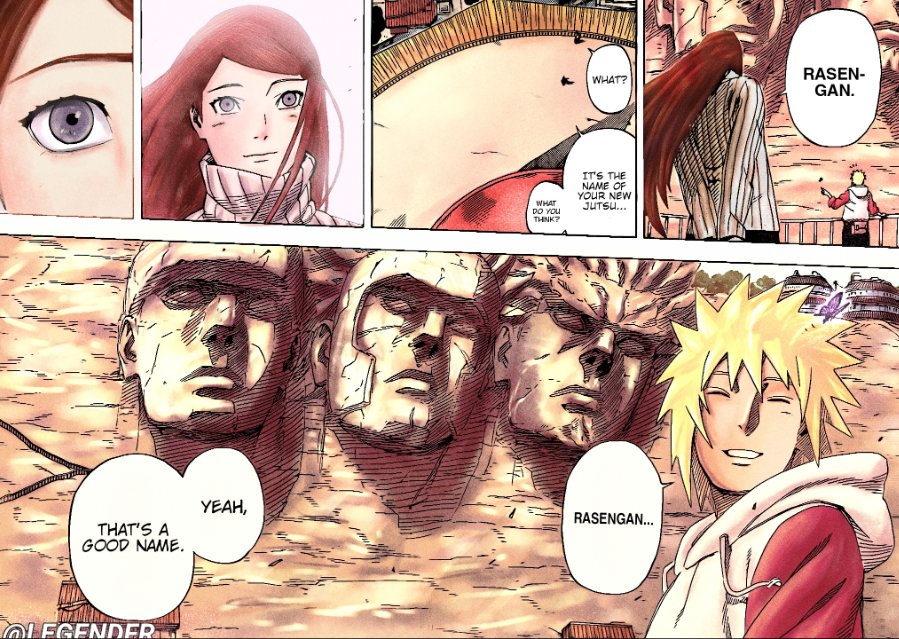 RASEN-
GAN.
WHAT?
IT'S THE
NAME OF
YOUR NEW
JUTSU...
WHAT
DO YOU
THINK?
RASENGAN...
YEAH,
THAT'S A
GOOD NAME.
@LEGENDER